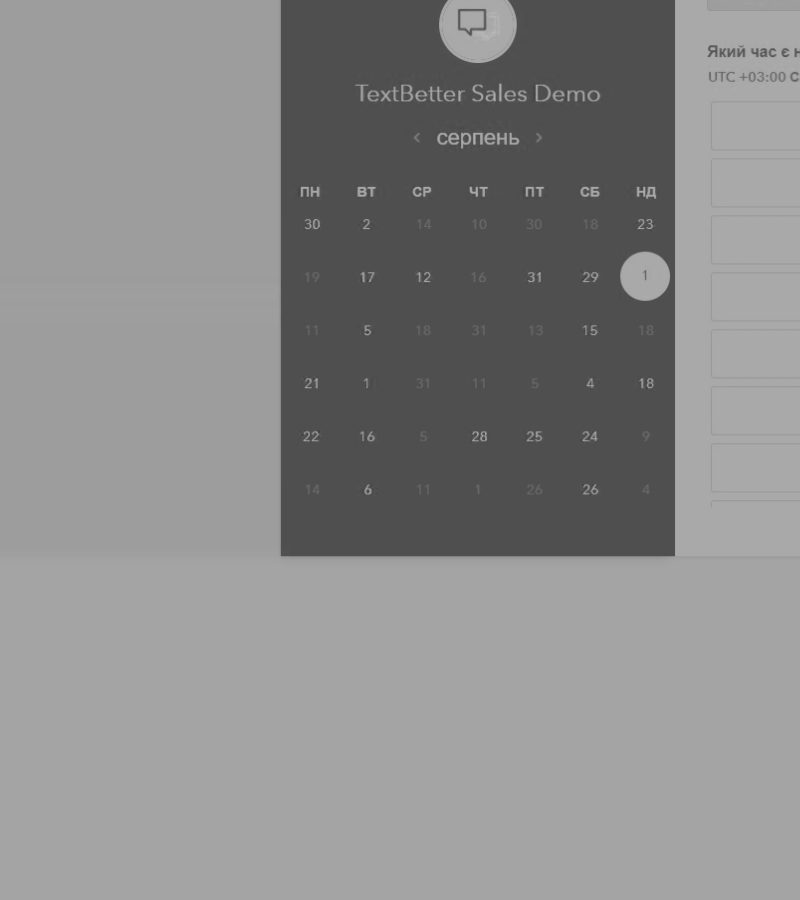 TextBetter Sales Demo
< серпень >
ПН ВТ СР ЧТ ПТ СБ НД
30 2 14 10 30 18 23
19 17 12 16 31 29 1
11 5 18 31 13 15 18
21 1 31 11 5 4 18
22 16 5 28 25 24 9
14 6 11 1 26 26 4
Який час є
UTC +03:00